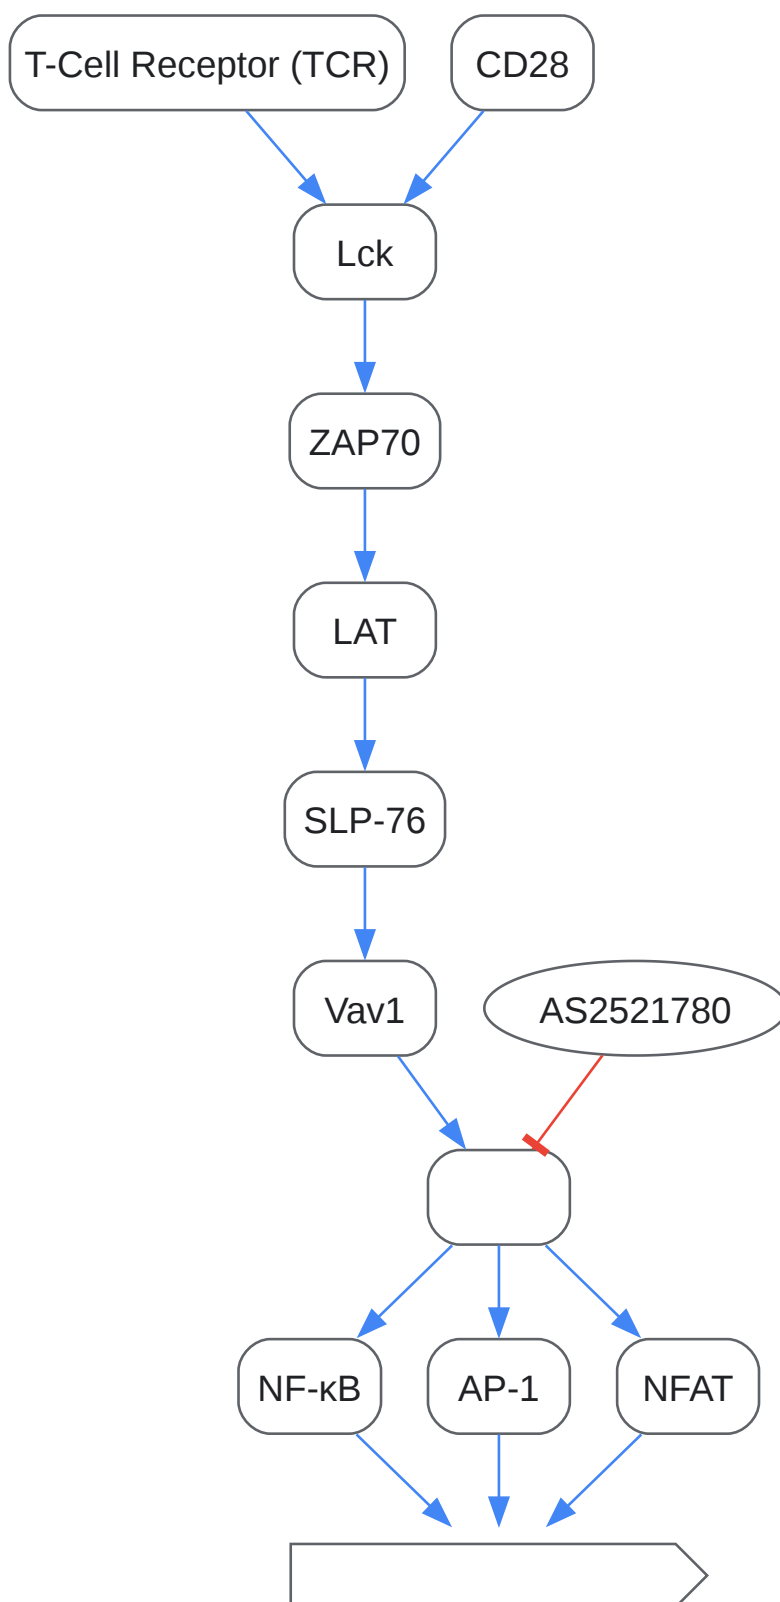 T-Cell Receptor (TCR)
CD28
Lck
ZAP70
LAT
SLP-76
Vav1
AS2521780
NF-κB
AP-1
NFAT